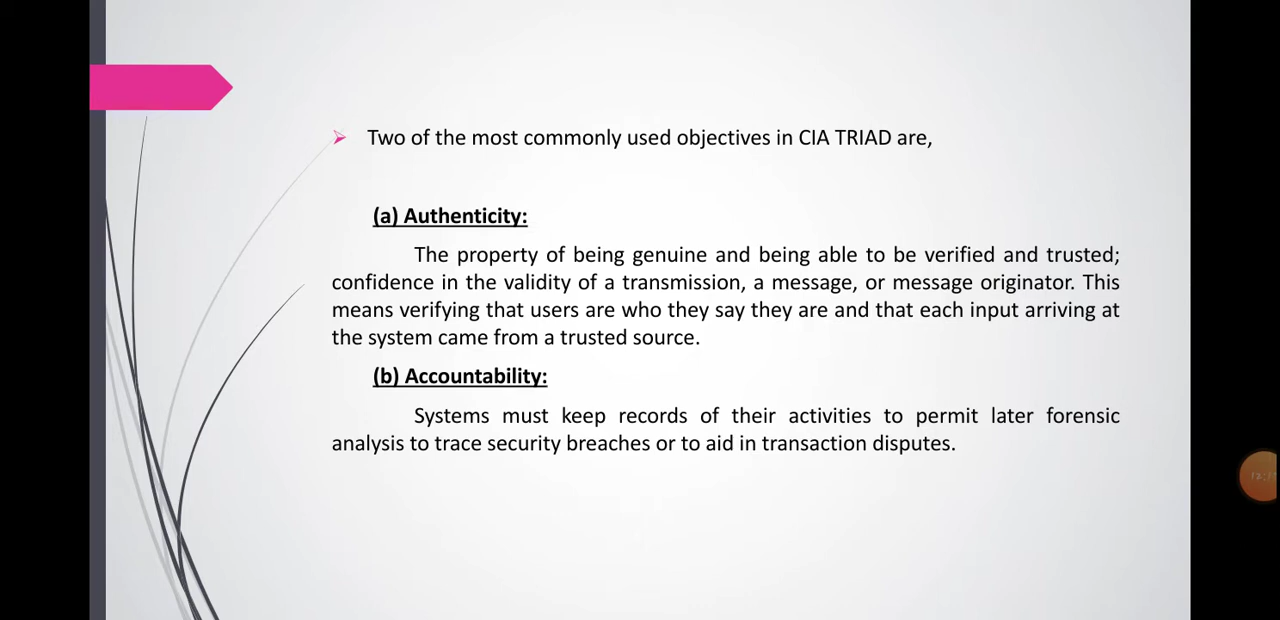 Two of the most commonly used objectives in CIA TRIAD are,
(a) Authenticity:
The property of being genuine and being able to be verified and trusted;
confidence in the validity of a transmission, a message, or message originator. This
means verifying that users are who they say they are and that each input arriving at
the system came from a trusted source.
(b) Accountability:
Systems must keep records of their activities to permit later forensic
analysis to trace security breaches or to aid in transaction disputes.